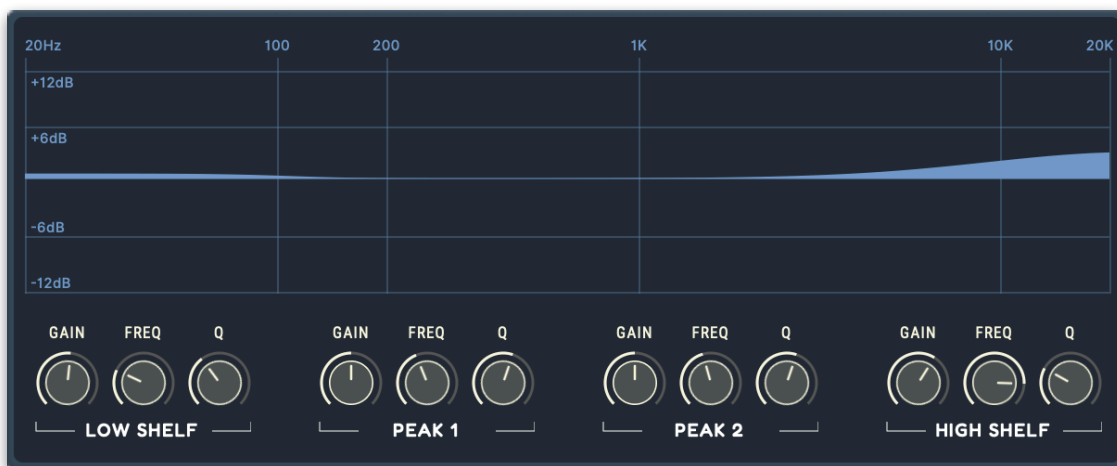 20Hz 100 200 1K 10K 20K
+12dB
+6dB
-6dB
-12dB
GAIN FREQ Q GAIN FREQ Q GAIN FREQ Q GAIN FREQ Q
LOW SHELF PEAK 1 PEAK 2 HIGH SHELF